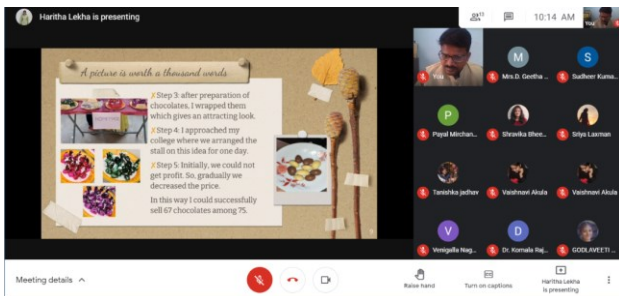 Haritha Lekha is presenting
10:14 AM
You
A picture is worth a thousand words
✗Step 3: after preparation of
chocolates, I wrapped them
which gives an attracting look.
✗Step 4: I approached my
college where we arranged the
stall on this idea for one day.
✗Step 5: Initially, we could not
get profit. So, gradually we
decreased the price.
In this way I could successfully
sell 67 chocolates among 75.
You
M
Mrs.D. Geetha ...
S
Sudheer Kuma...
P
Payal Mirchan...
Shravika Bhee...
Sriya Laxman
Tanishka jadhav
Vaishnavi Akula
Vaishnavi Akula
V
Venigalla Nag...
D
Dr. Komala Raj...
GODLAVEETI ...
Meeting details
Raise hand
Turn on captions
Haritha Lekha
is presenting